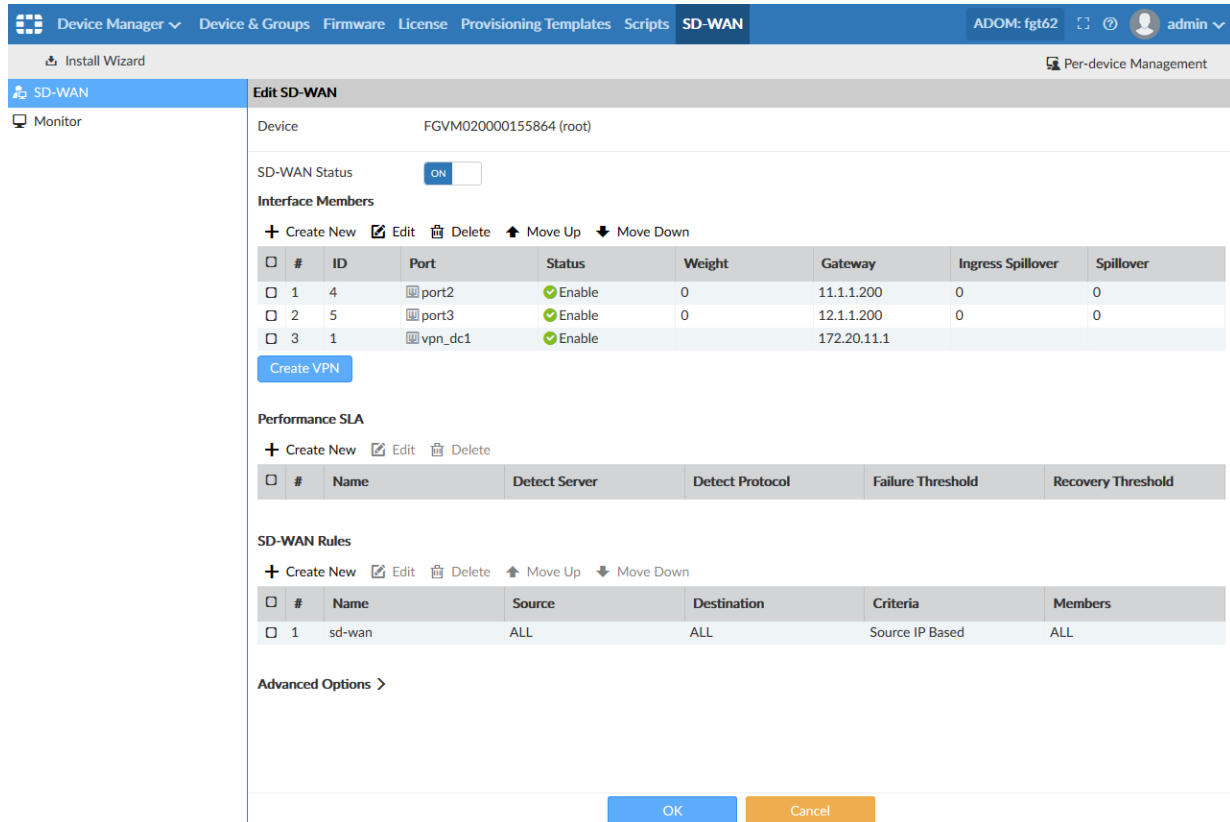 Device Manager Device & Groups Firmware License Provisioning Templates Scripts SD-WAN ADOM: fgt62 admin
Install Wizard Per-device Management
SD-WAN
Monitor
Edit SD-WAN
Device FGVM020000155864 (root)
SD-WAN Status ON
Interface Members
Create New Edit Delete Move Up Move Down
# ID Port Status Weight Gateway Ingress Spillover Spillover
1 4 port2 Enable 0 11.1.1.200 0 0
2 5 port3 Enable 0 12.1.1.200 0 0
3 1 vpn_dc1 Enable 172.20.11.1
Create VPN
Performance SLA
Create New Edit Delete
# Name Detect Server Detect Protocol Failure Threshold Recovery Threshold
SD-WAN Rules
Create New Edit Delete Move Up Move Down
# Name Source Destination Criteria Members
1 sd-wan ALL ALL Source IP Based ALL
Advanced Options >
OK Cancel